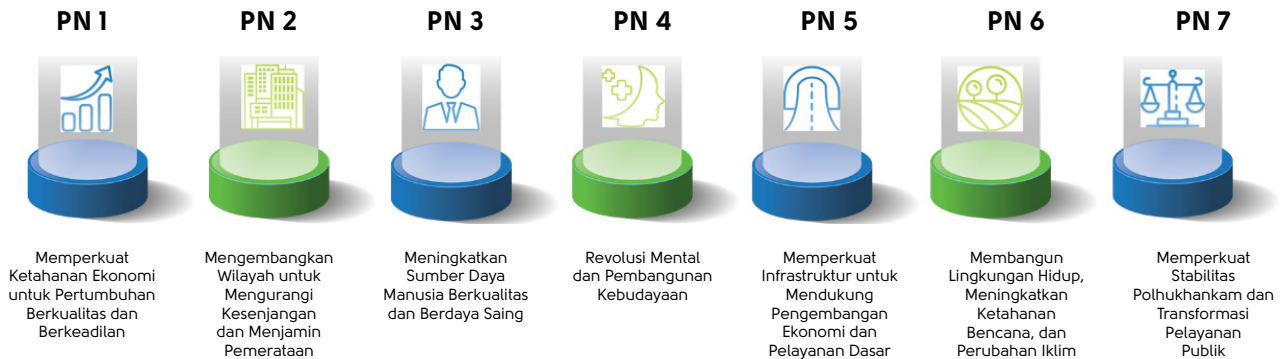 PN 1
Memperkuat
Ketahanan Ekonomi
untuk Pertumbuhan
Berkualitas dan
Berkeadilan
PN 2
Mengembangkan
Wilayah untuk
Mengurangi
Kesenjangan
dan Menjamin
Pemerataan
PN 3
Meningkatkan
Sumber Daya
Manusia Berkualitas
dan Berdaya Saing
PN 4
Revolusi Mental
dan Pembangunan
Kebudayaan
PN 5
Memperkuat
Infrastruktur untuk
Mendukung
Pengembangan
Ekonomi dan
Pelayanan Dasar
PN 6
Membangun
Lingkungan Hidup,
Meningkatkan
Ketahanan
Bencana, dan
Perubahan Iklim
PN 7
Memperkuat
Stabilitas
Polhukhankam dan
Transformasi
Pelayanan
Publik